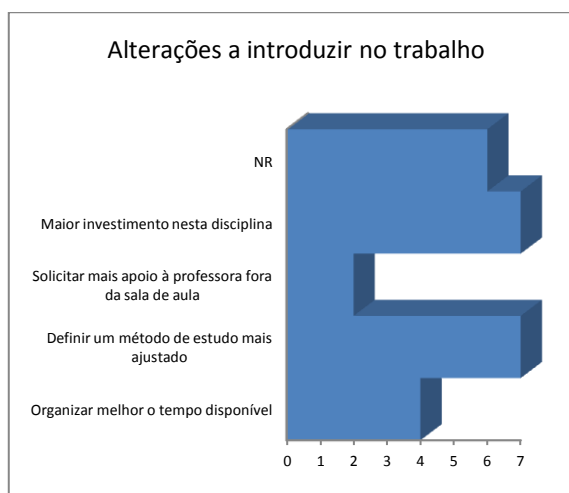 Alterações a introduzir no trabalho
NR
Maior investimento nesta disciplina
Solicitar mais apoio à professora fora
da sala de aula
Definir um método de estudo mais
ajustado
Organizar melhor o tempo disponível
0 1 2 3 4 5 6 7